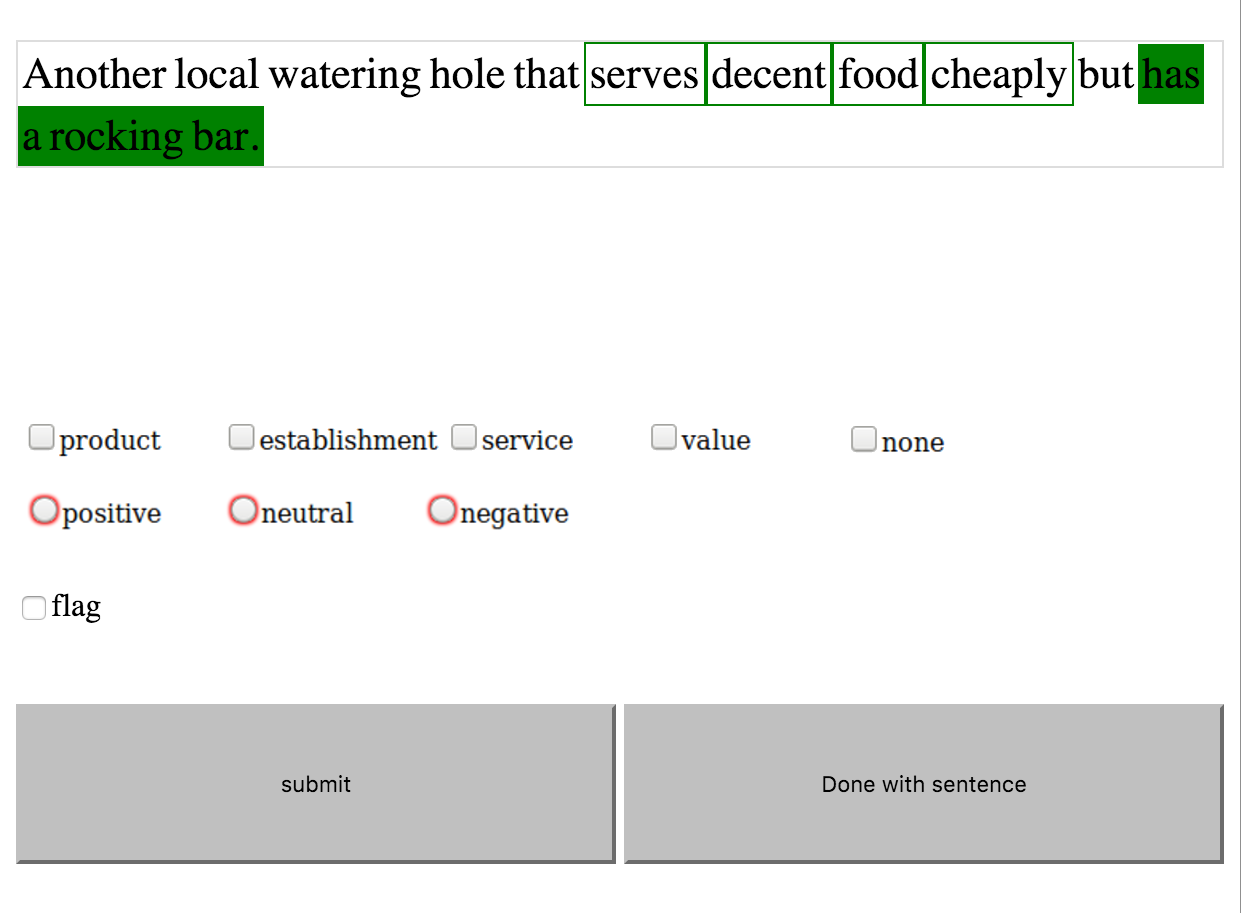 Another local watering hole that serves decent food cheaply but has
a rocking bar.
product establishment service value none
positive neutral negative
flag
submit Done with sentence